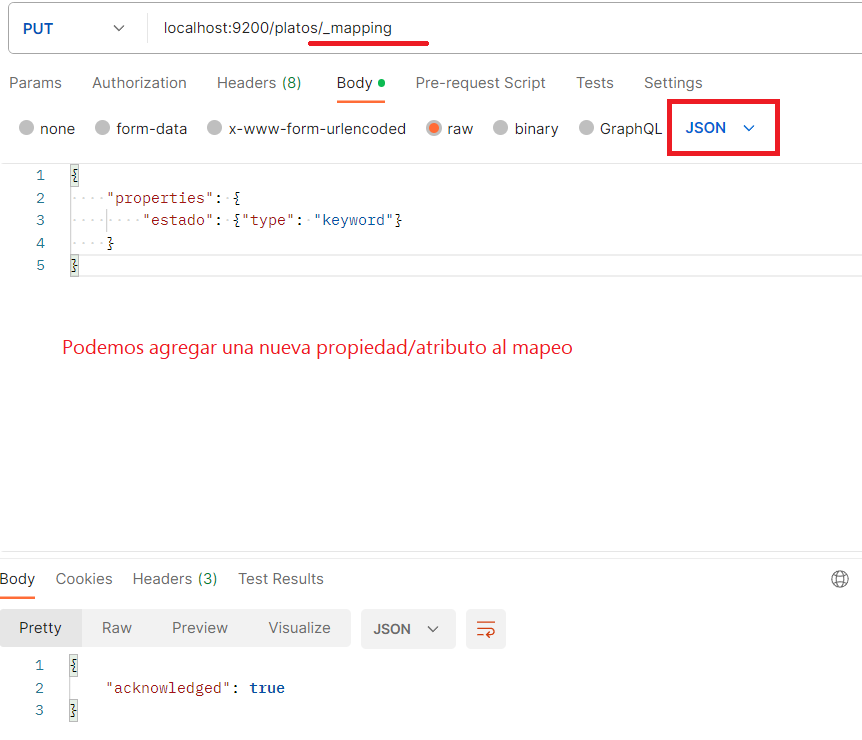 PUT localhost:9200/platos/_mapping
Params Authorization Headers (8) Body Pre-request Script Tests Settings
none form-data x-www-form-urlencoded raw binary GraphQL JSON
1 {
2 "properties": {
3 "estado": {"type": "keyword"}
4 }
5 }
Podemos agregar una nueva propiedad/atributo al mapeo
Body Cookies Headers (3) Test Results
Pretty Raw Preview Visualize JSON
1 {
2 "acknowledged": true
3 }